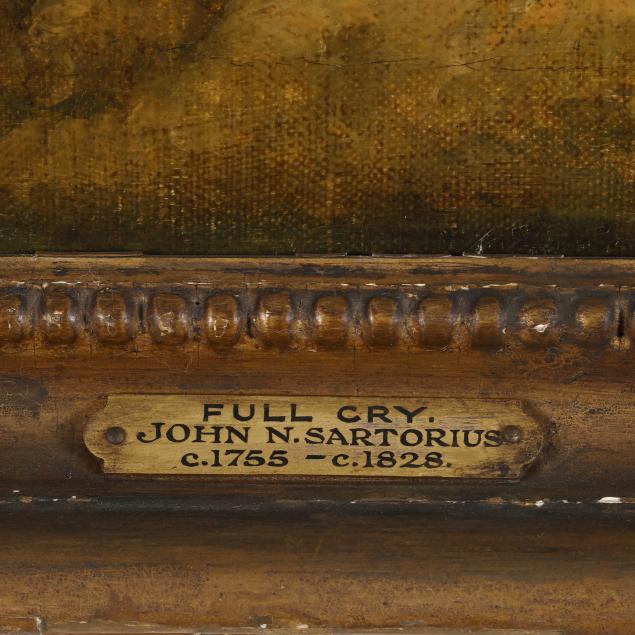 FULL CRY.
JOHN N. SARTORIUS
c.1755 - c.1828.